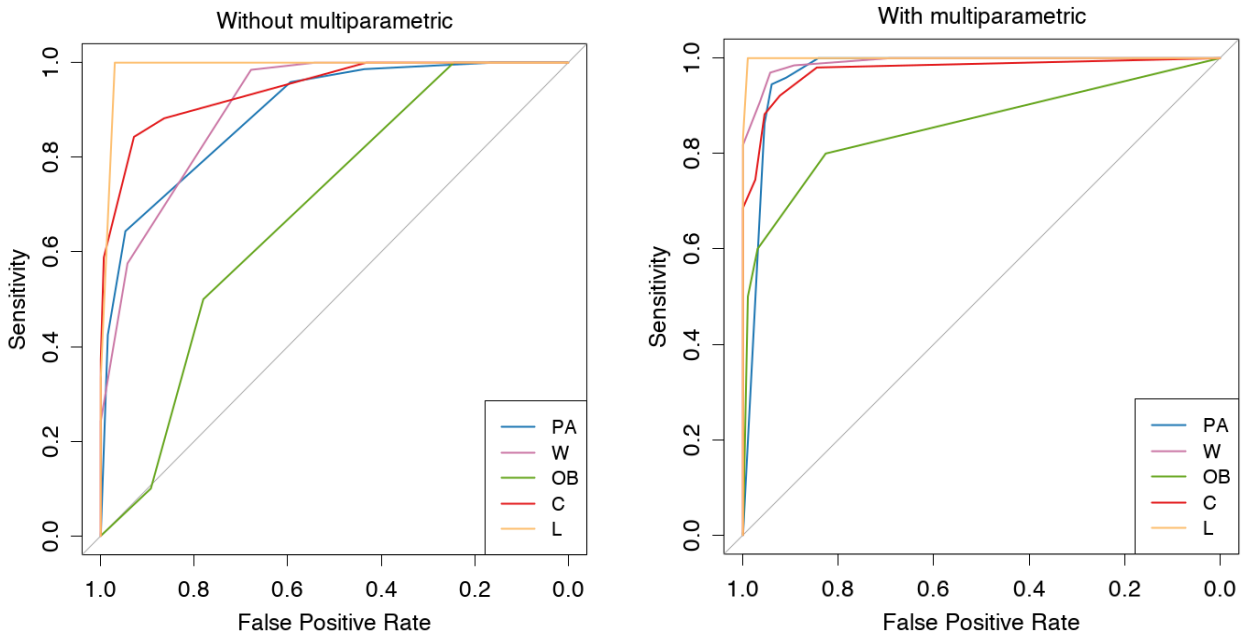 Without multiparametric
Sensitivity
1.0
0.8
0.6
0.4
0.2
0.0
PA
W
OB
C
L
1.0 0.8 0.6 0.4 0.2 0.0
False Positive Rate
With multiparametric
Sensitivity
1.0
0.8
0.6
0.4
0.2
0.0
PA
W
OB
C
L
1.0 0.8 0.6 0.4 0.2 0.0
False Positive Rate